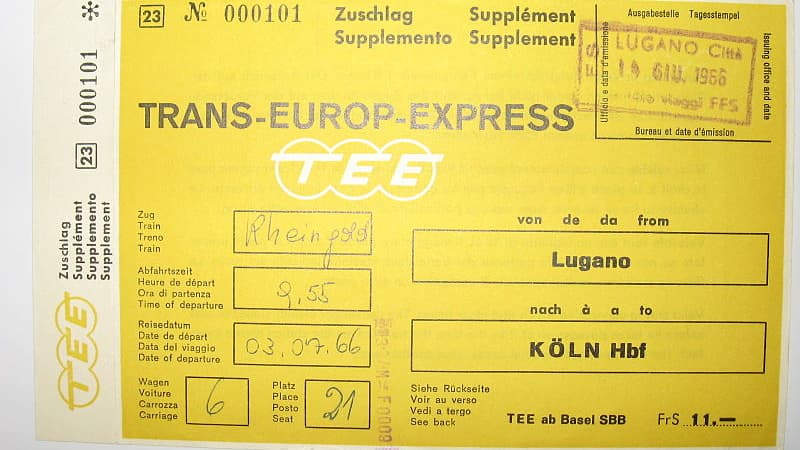 23 № 000101
Zuschlag Supplément
Supplemento Supplement
Ausgabestelle Tagesstempel
Issuing office and date
Ufficio e data d'emissione
LUGANO Città
1966
viaggi FFS
Bureau et date d'émission
TRANS-EUROP-EXPRESS
TEE
Zug
Train
Treno
Train
Rheingold
Abfahrtszeit
Heure de départ
Ora di partenza
Time of departure
9,55
Reisedatum
Date de départ
Data del viaggio
Date of departure
03.07.66
Wagen
Voiture
Carrozza
Carriage
6
Platz
Place
Posto
Seat
21
von de da from
Lugano
nach à a to
KÖLN Hbf
Siehe Rückseite
Voir au verso
Vedi a tergo
See back
TEE ab Basel SBB FrS 11.—
*
23 000101
Zuschlag
Supplément
Supplemento
Supplement
TEE